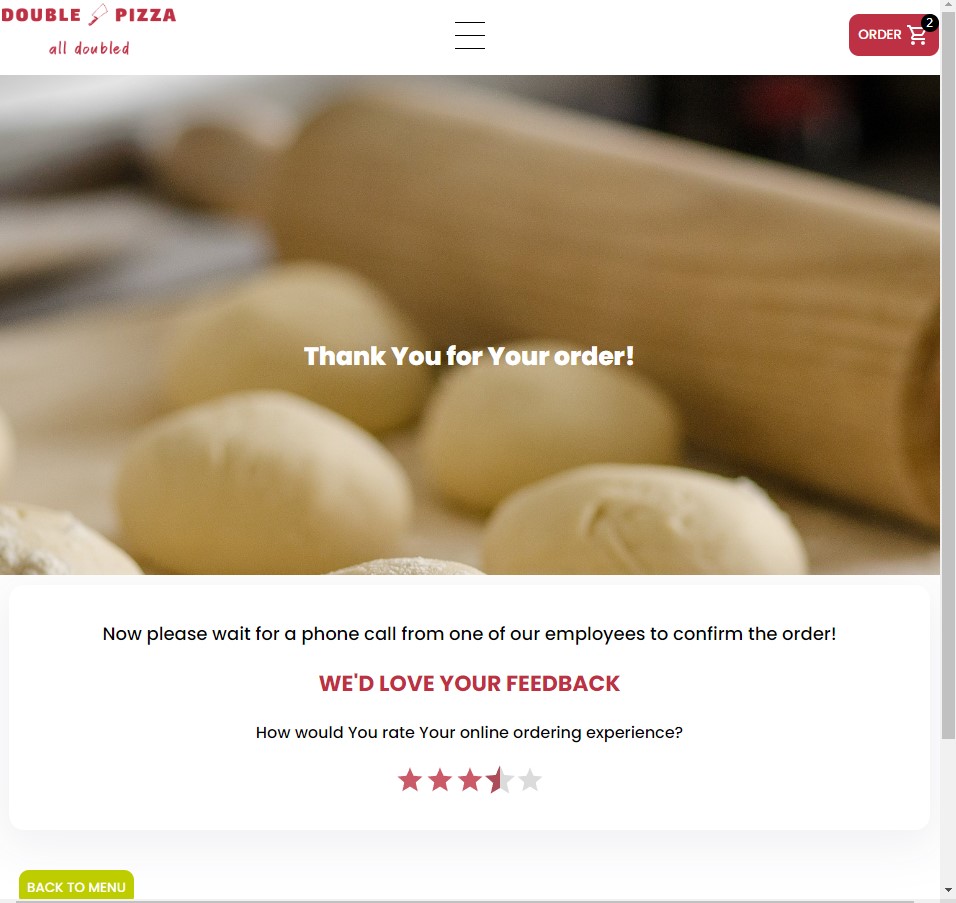 DOUBLE PIZZA
all doubled
ORDER 2
Thank You for Your order!
Now please wait for a phone call from one of our employees to confirm the order!
WE'D LOVE YOUR FEEDBACK
How would You rate Your online ordering experience?
BACK TO MENU